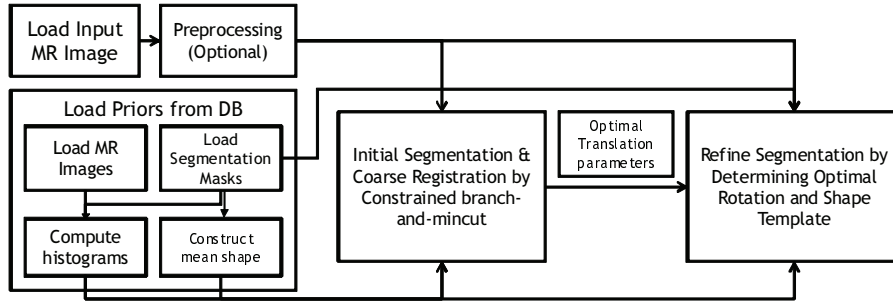 Load Input
MR Image
Preprocessing
(Optional)
Load Priors from DB
Load MR
Images
Load
Segmentation
Masks
Compute
histograms
Construct
mean shape
Initial Segmentation &
Coarse Registration by
Constrained branch-
and-mincut
Optimal
Translation
parameters
Refine Segmentation by
Determining Optimal
Rotation and Shape
Template